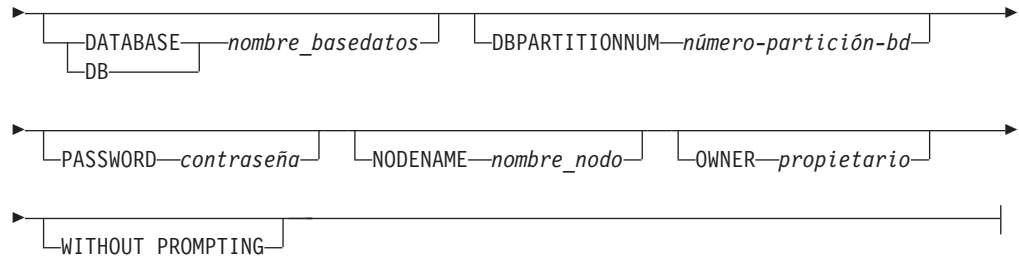 DATABASE nombre_basedatos DBPARTITIONNUM número-partición-bd
DB
PASSWORD contraseña NODENAME nombre_nodo OWNER propietario
WITHOUT PROMPTING